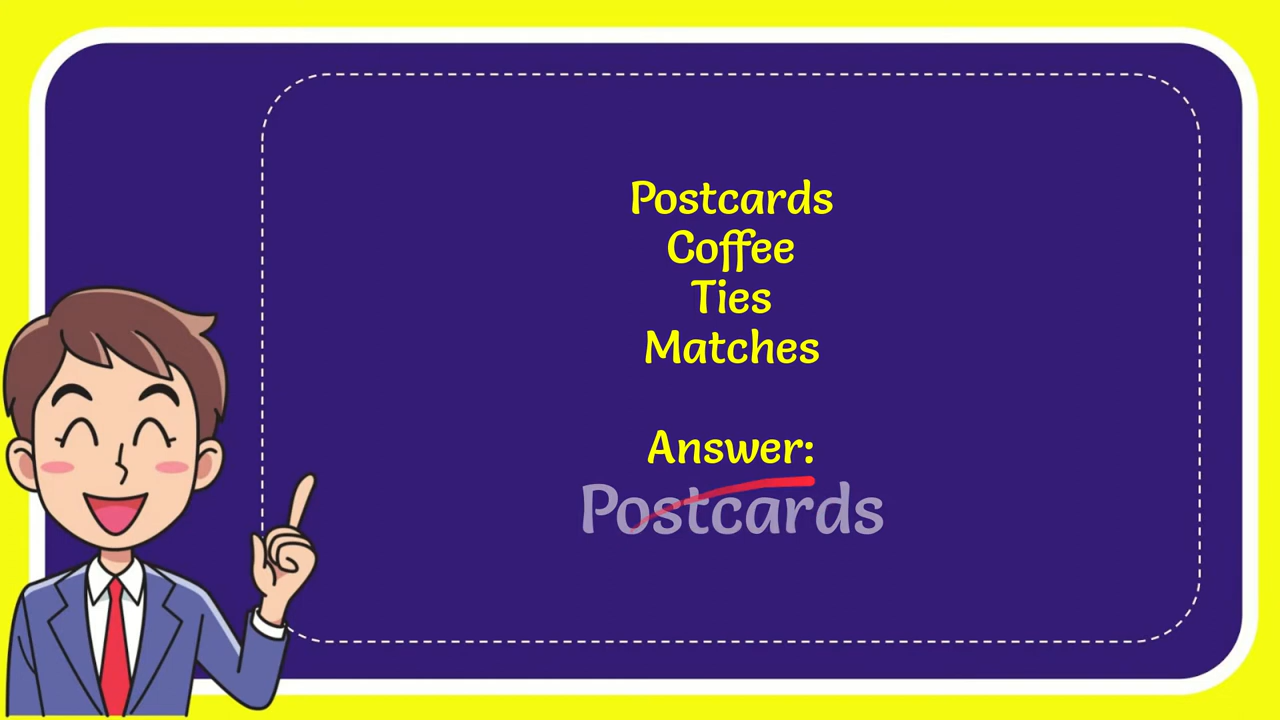 Postcards
Coffee
Ties
Matches
Answer:
Postcards